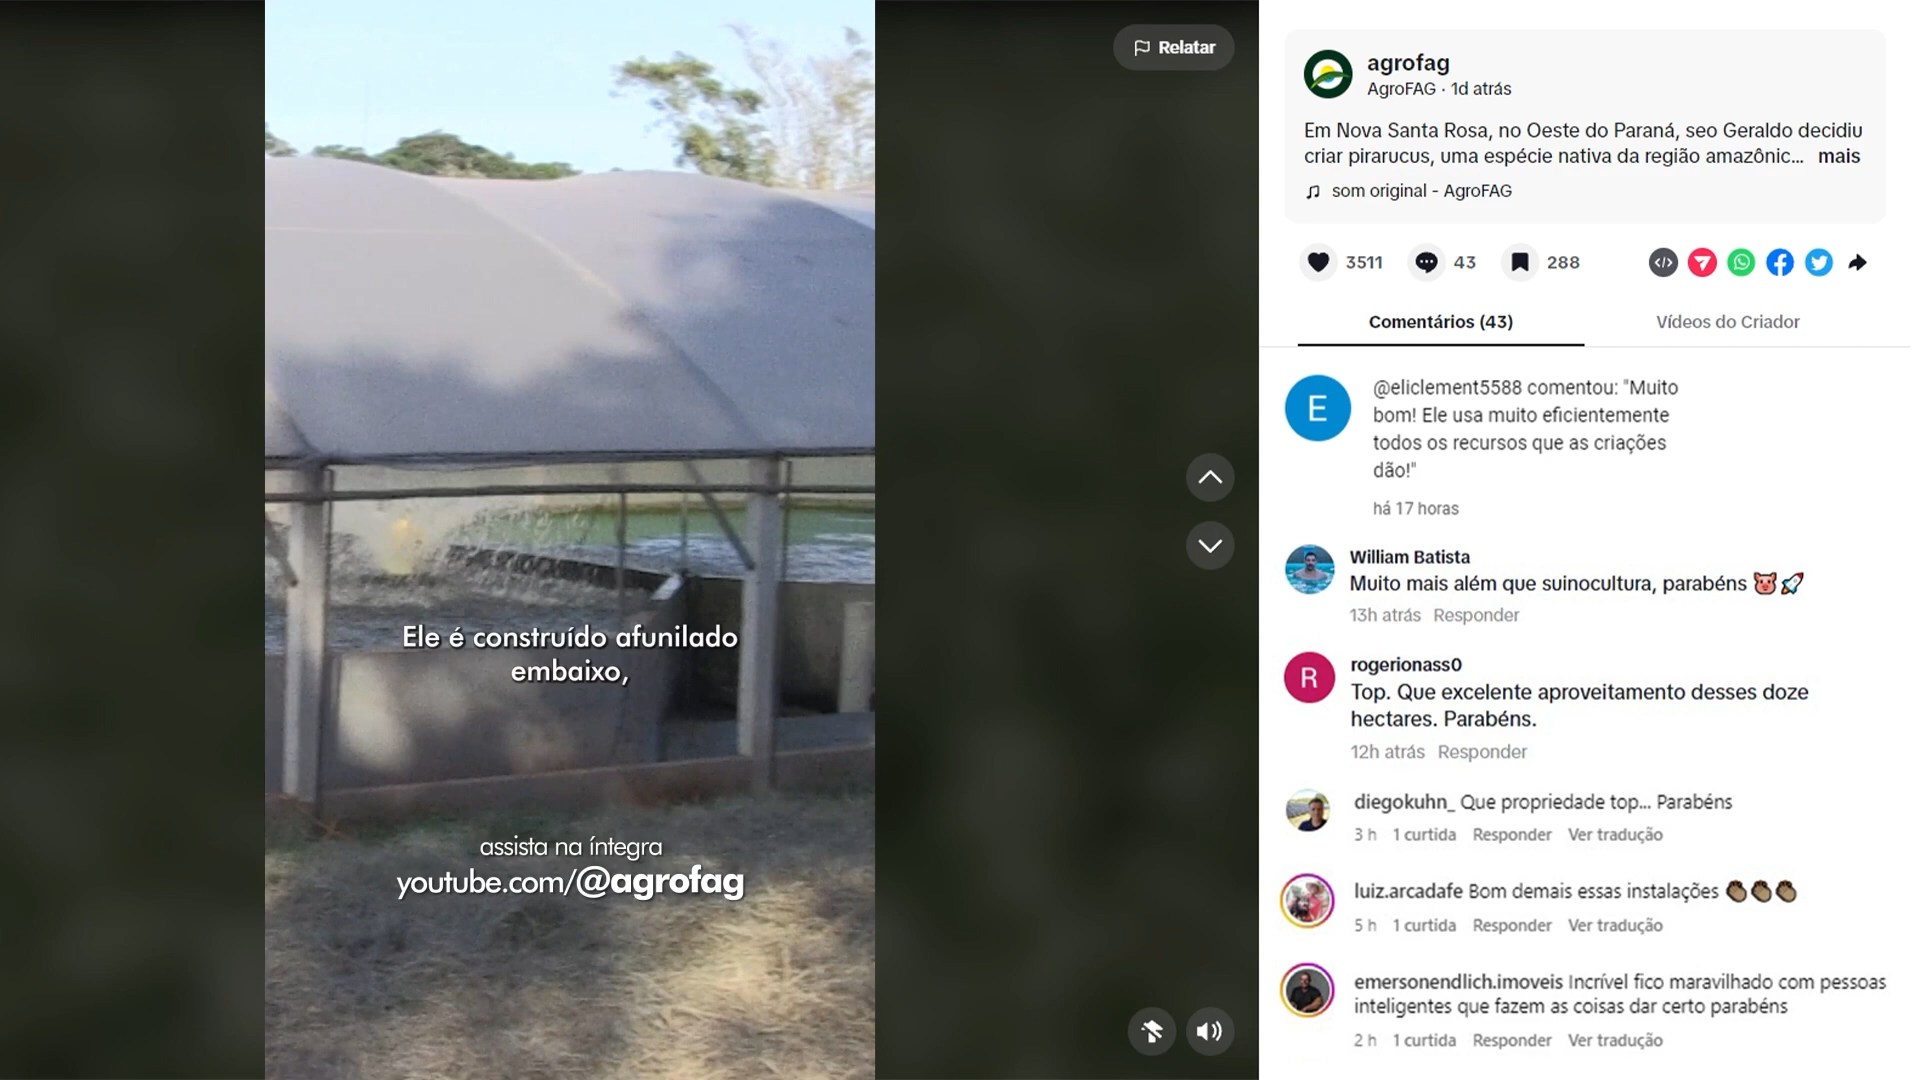 Relatar
Ele é construído afunilado
embaixo,
assista na íntegra
youtube.com/@agrofag
agrofag
AgroFAG · 1d atrás
Em Nova Santa Rosa, no Oeste do Paraná, seo Geraldo decidiu
criar pirarucus, uma espécie nativa da região amazônic... mais
som original - AgroFAG
3511
43
288
Comentários (43)
Vídeos do Criador
E
@eliclement5588 comentou: "Muito
bom! Ele usa muito eficientemente
todos os recursos que as criações
dão!"
há 17 horas
William Batista
Muito mais além que suinocultura, parabéns 🐷🚀
13h atrás Responder
R
rogerionass0
Top. Que excelente aproveitamento desses doze
hectares. Parabéns.
12h atrás Responder
diegokuhn_ Que propriedade top... Parabéns
3 h 1 curtida Responder Ver tradução
luiz.arcadafe Bom demais essas instalações 👏🏽👏🏽👏🏽
5 h 1 curtida Responder Ver tradução
emersonendlich.imoveis Incrível fico maravilhado com pessoas
inteligentes que fazem as coisas dar certo parabéns
2 h 1 curtida Responder Ver tradução